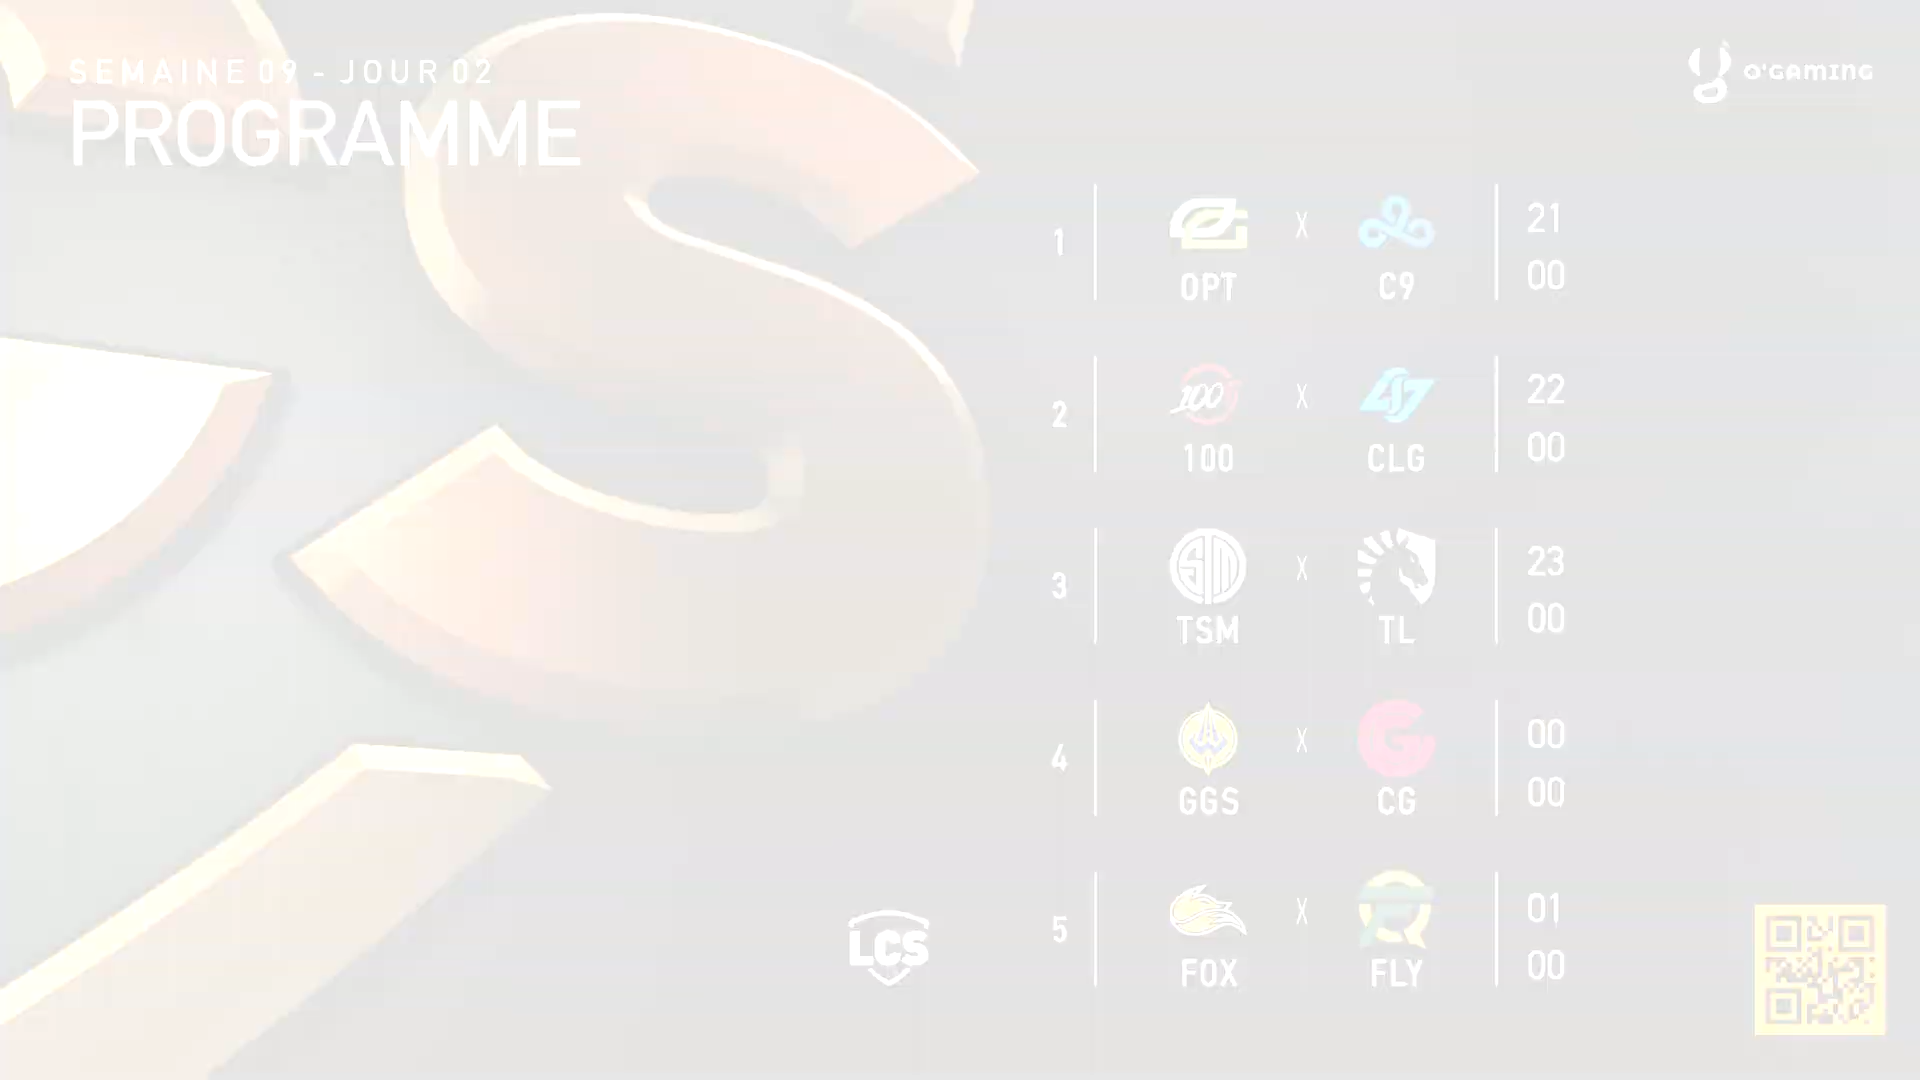 SEMAINE 09 - JOUR 02
PROGRAMME
O'GAMING
1
OPT X C9
21
00
2
100
100 X CLG
22
00
3
TSM X TL
23
00
4
GGS X CG
00
00
5
FOX X FLY
01
00
LCS